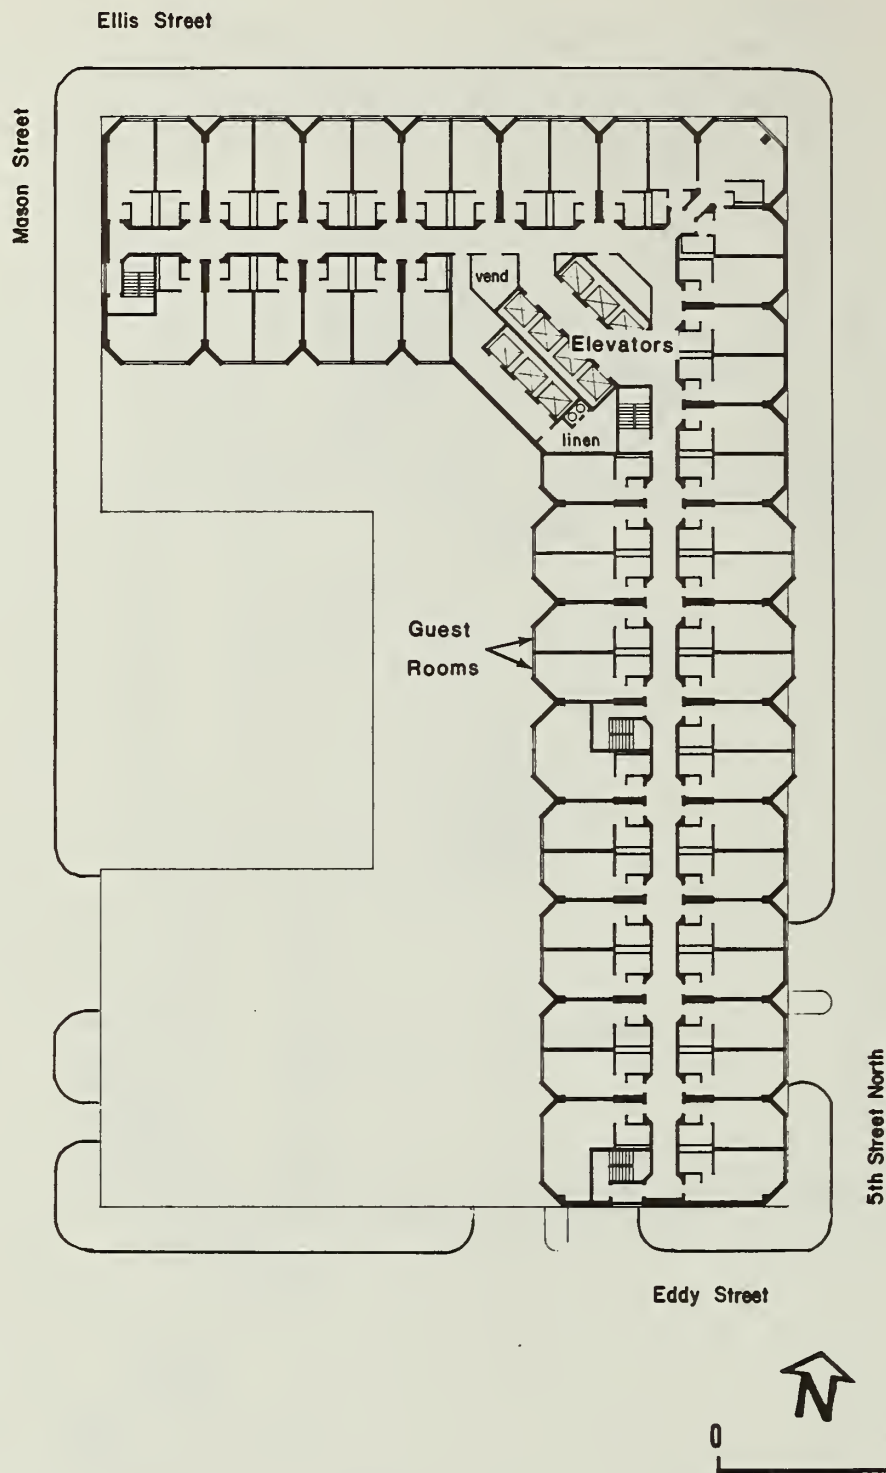 Ellis Street
Mason Street
vend
Elevators
linen
Guest
Rooms
5th Street North
Eddy Street
N
0